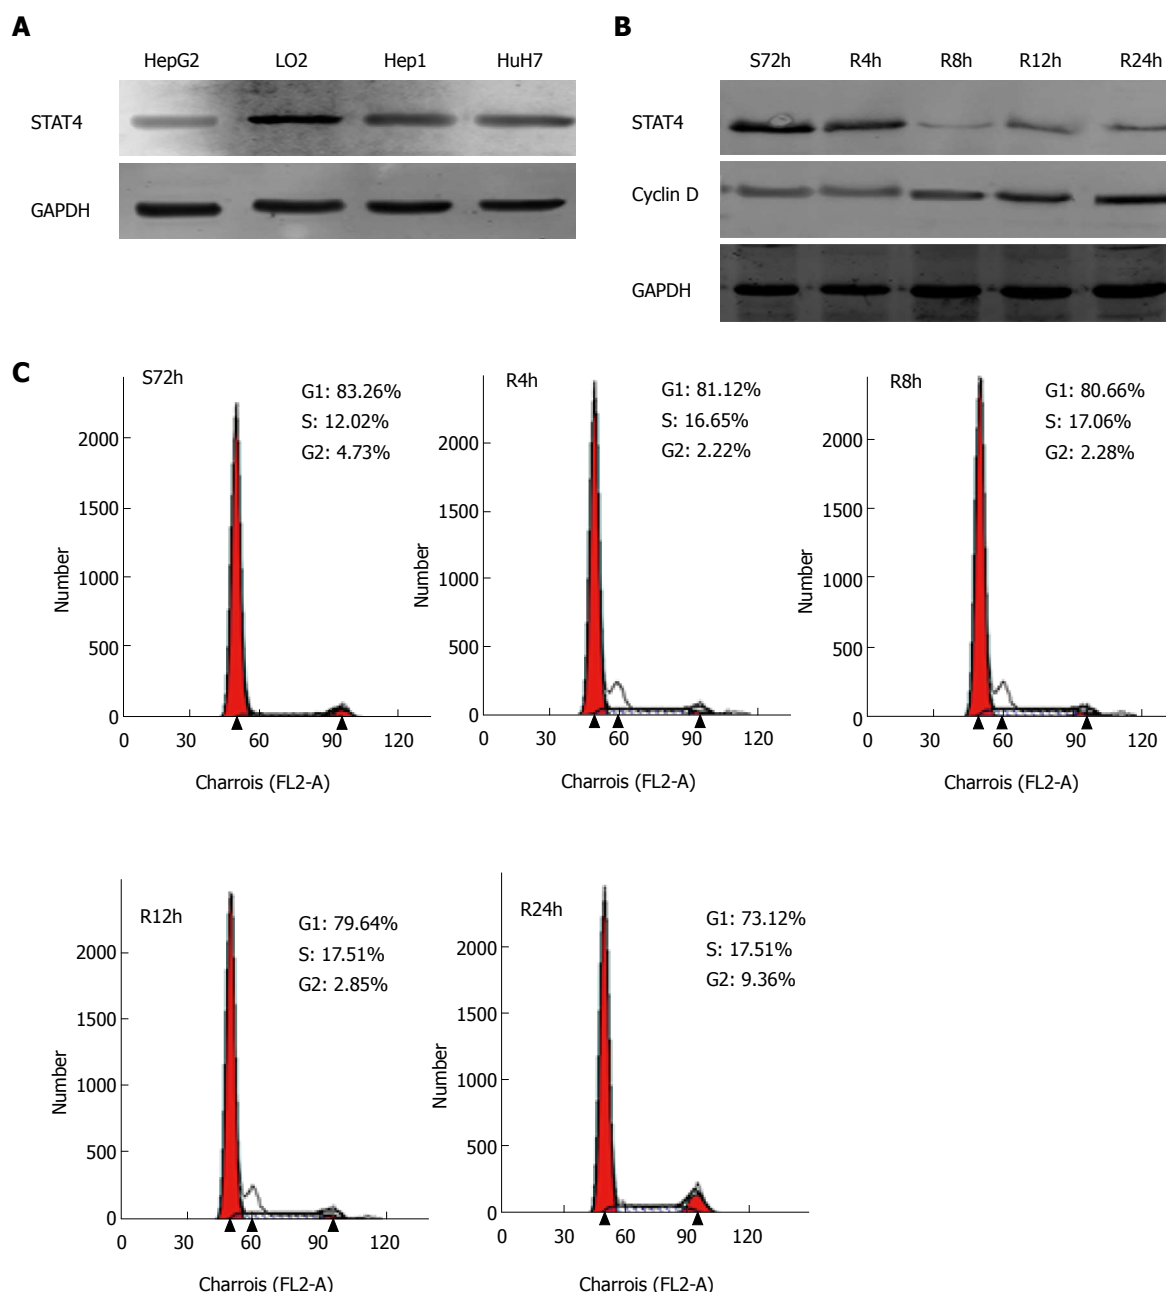 A
HepG2 LO2 Hep1 HuH7
STAT4
GAPDH
B
S72h R4h R8h R12h R24h
STAT4
Cyclin D
GAPDH
C
S72h
G1: 83.26%
S: 12.02%
G2: 4.73%
Number
2000
1500
1000
500
0
0 30 60 90 120
Charrois (FL2-A)
R4h
G1: 81.12%
S: 16.65%
G2: 2.22%
Number
2000
1500
1000
500
0
0 30 60 90 120
Charrois (FL2-A)
R8h
G1: 80.66%
S: 17.06%
G2: 2.28%
Number
2000
1500
1000
500
0
0 30 60 90 120
Charrois (FL2-A)
R12h
G1: 79.64%
S: 17.51%
G2: 2.85%
Number
2000
1500
1000
500
0
0 30 60 90 120
Charrois (FL2-A)
R24h
G1: 73.12%
S: 17.51%
G2: 9.36%
Number
2000
1500
1000
500
0
0 30 60 90 120
Charrois (FL2-A)